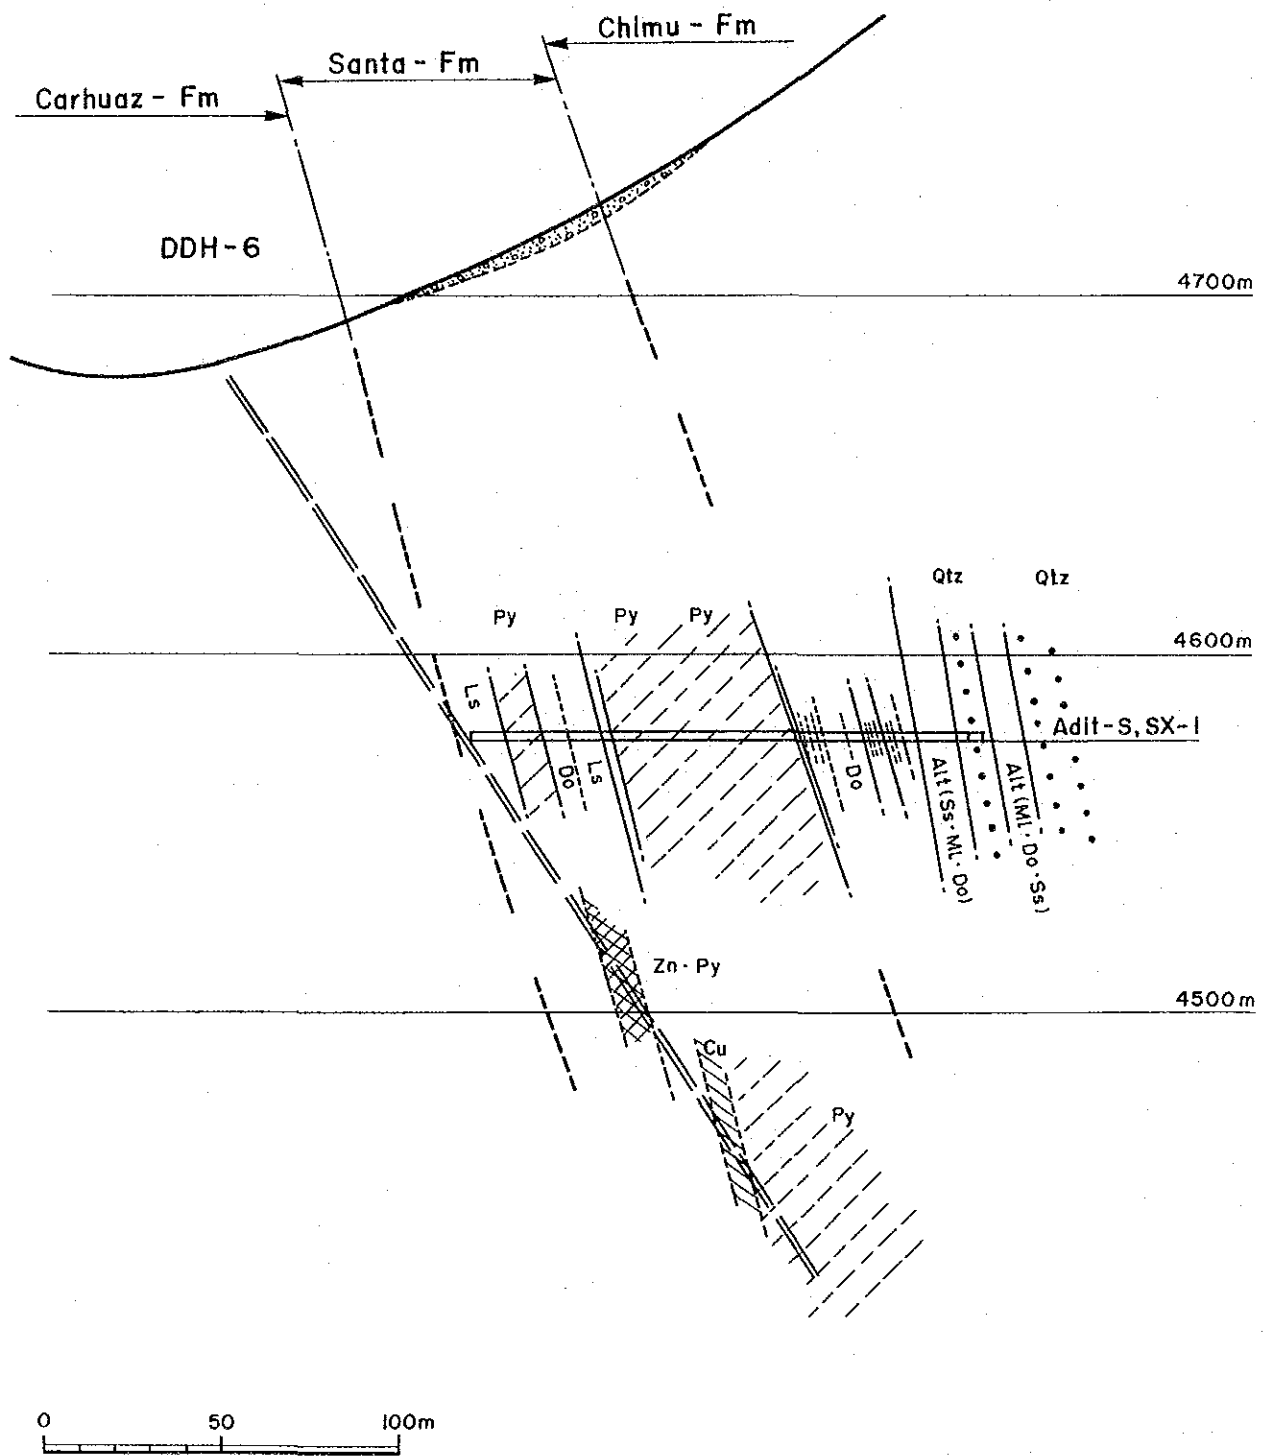 Chimu - Fm
Santa - Fm
Carhuaz - Fm
DDH - 6
4700m
Qtz
Qtz
Py
Py
Py
4600m
Ls
Do
Ls
Do
Adit-S, SX-1
Alt (Ss · Ml · Do)
Alt (Ml · Do · Ss)
Zn · Py
4500m
Cu
Py
0
50
100m